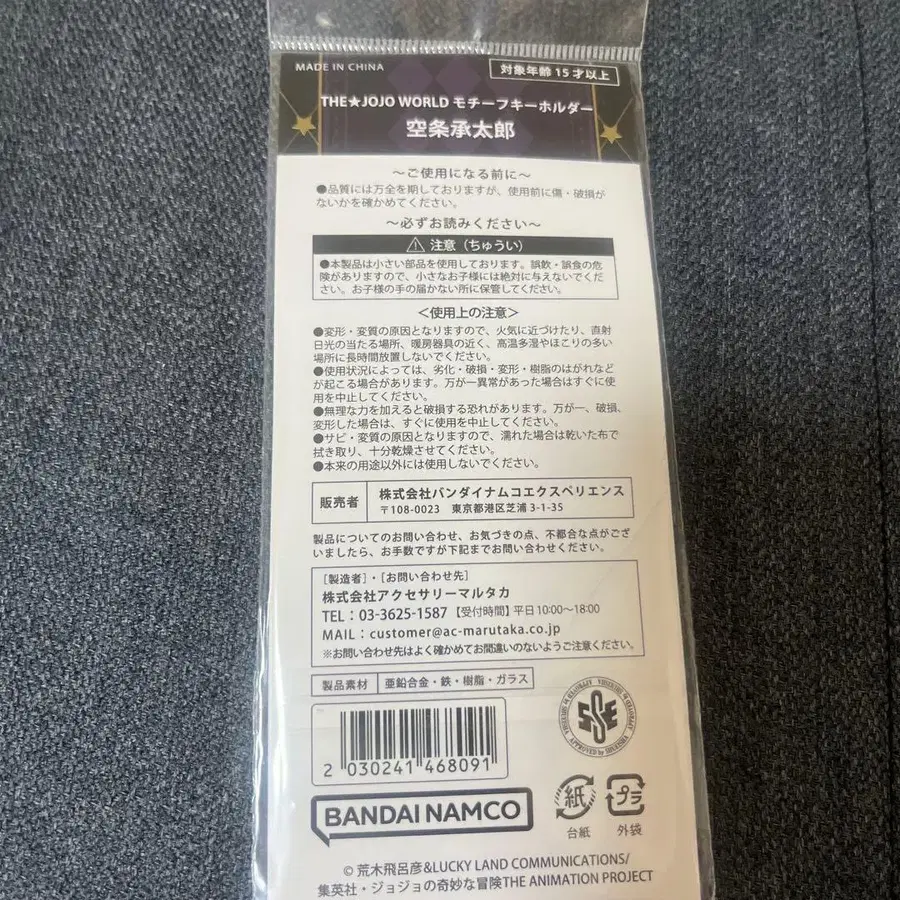 MADE IN CHINA
対象年齢 15 才以上
THE★JOJO WORLD モチーフキーホルダー
空条承太郎
～ご使用になる前に～
●品質には万全を期しておりますが、使用前に傷・破損が
ないかを確かめてください。
～必ずお読みください～
⚠ 注意（ちゅうい）
●本製品は小さい部品を使用しております。誤飲・誤食の危
険がありますので、小さなお子様には絶対に与えないでくだ
さい。お子様の手の届かない所に保管してください。
＜使用上の注意＞
●変形・変質の原因となりますので、火気に近づけたり、直射
日光の当たる場所、暖房器具の近く、高温多湿やほこりの多い
場所に長時間放置しないでください。
●使用状況によっては、劣化・破損・変形・樹脂のはがれなど
が起こる場合があります。万が一異常があった場合はすぐに使
用を中止してください。
●無理な力を加えると破損する恐れがあります。万が一、破損、
変形した場合は、すぐに使用を中止してください。
●サビ・変質の原因となりますので、濡れた場合は乾いた布で
拭き取り、十分乾燥させてください。
●本来の用途以外には使用しないでください。
販売者
株式会社バンダイナムコエクスペリエンス
〒108-0023 東京都港区芝浦 3-1-35
製品についてのお問い合わせ、お気づきの点、不都合な点がござ
いましたら、お手数ですが下記までお問い合わせください。
［製造者］・［お問い合わせ先］
株式会社アクセサリーマルタカ
TEL：03-3625-1587 【受付時間】平日 10:00～18:00
MAIL：customer@ac-marutaka.co.jp
※お問い合わせ先はよく確かめてお間違いのないようご注意ください。
製品素材 亜鉛合金・鉄・樹脂・ガラス
2 030241 468091
BANDAI NAMCO
紙
台紙
プラ
外袋
© 荒木飛呂彦&LUCKY LAND COMMUNICATIONS/
集英社・ジョジョの奇妙な冒険THE ANIMATION PROJECT